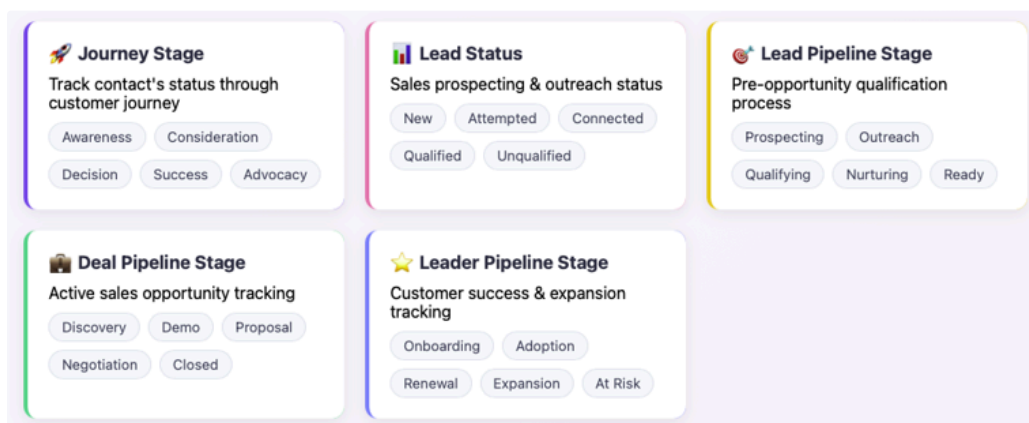 🚀 Journey Stage
Track contact's status through
customer journey
Awareness Consideration
Decision Success Advocacy
📊 Lead Status
Sales prospecting & outreach status
New Attempted Connected
Qualified Unqualified
🎯 Lead Pipeline Stage
Pre-opportunity qualification
process
Prospecting Outreach
Qualifying Nurturing Ready
💼 Deal Pipeline Stage
Active sales opportunity tracking
Discovery Demo Proposal
Negotiation Closed
⭐ Leader Pipeline Stage
Customer success & expansion
tracking
Onboarding Adoption
Renewal Expansion At Risk